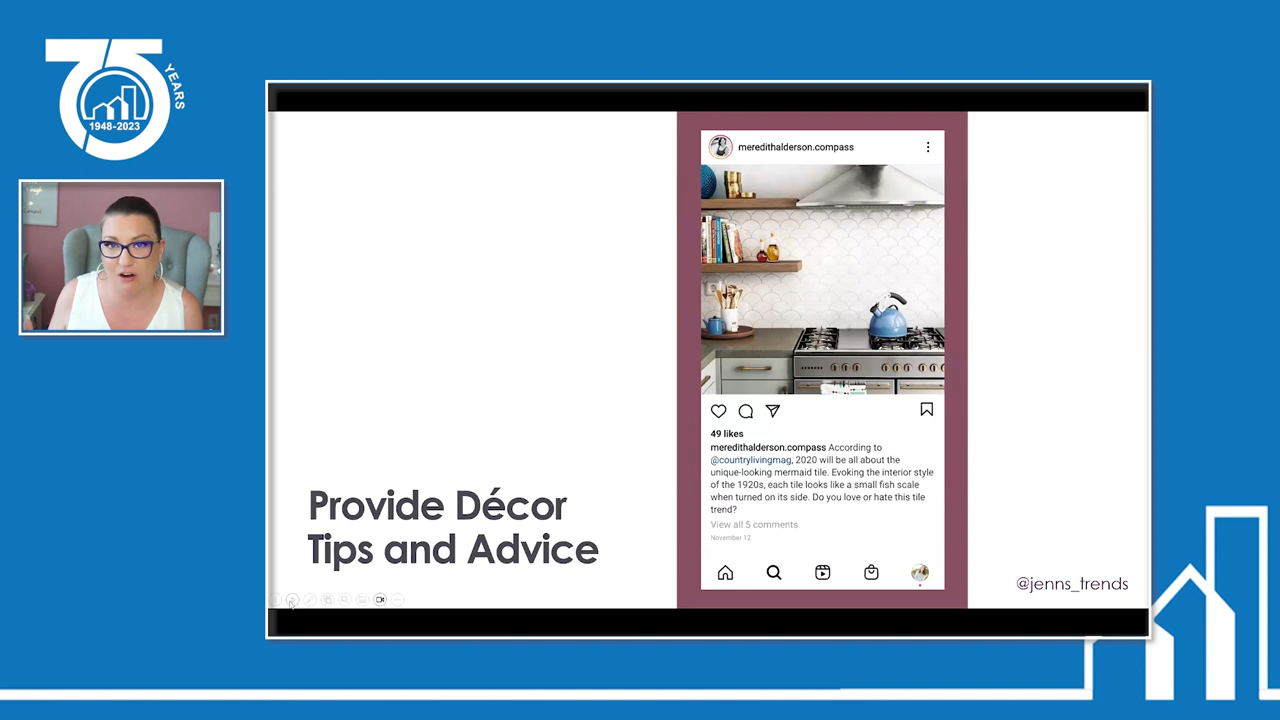 75
YEARS
1948-2023
meredithalderson.compass
49 likes
meredithalderson.compass According to
@countrylivingmag, 2020 will be all about the
unique-looking mermaid tile. Evoking the interior style
of the 1920s, each tile looks like a small fish scale
when turned on its side. Do you love or hate this tile
trend?
View all 5 comments
November 12
Provide Décor
Tips and Advice
@jenns_trends